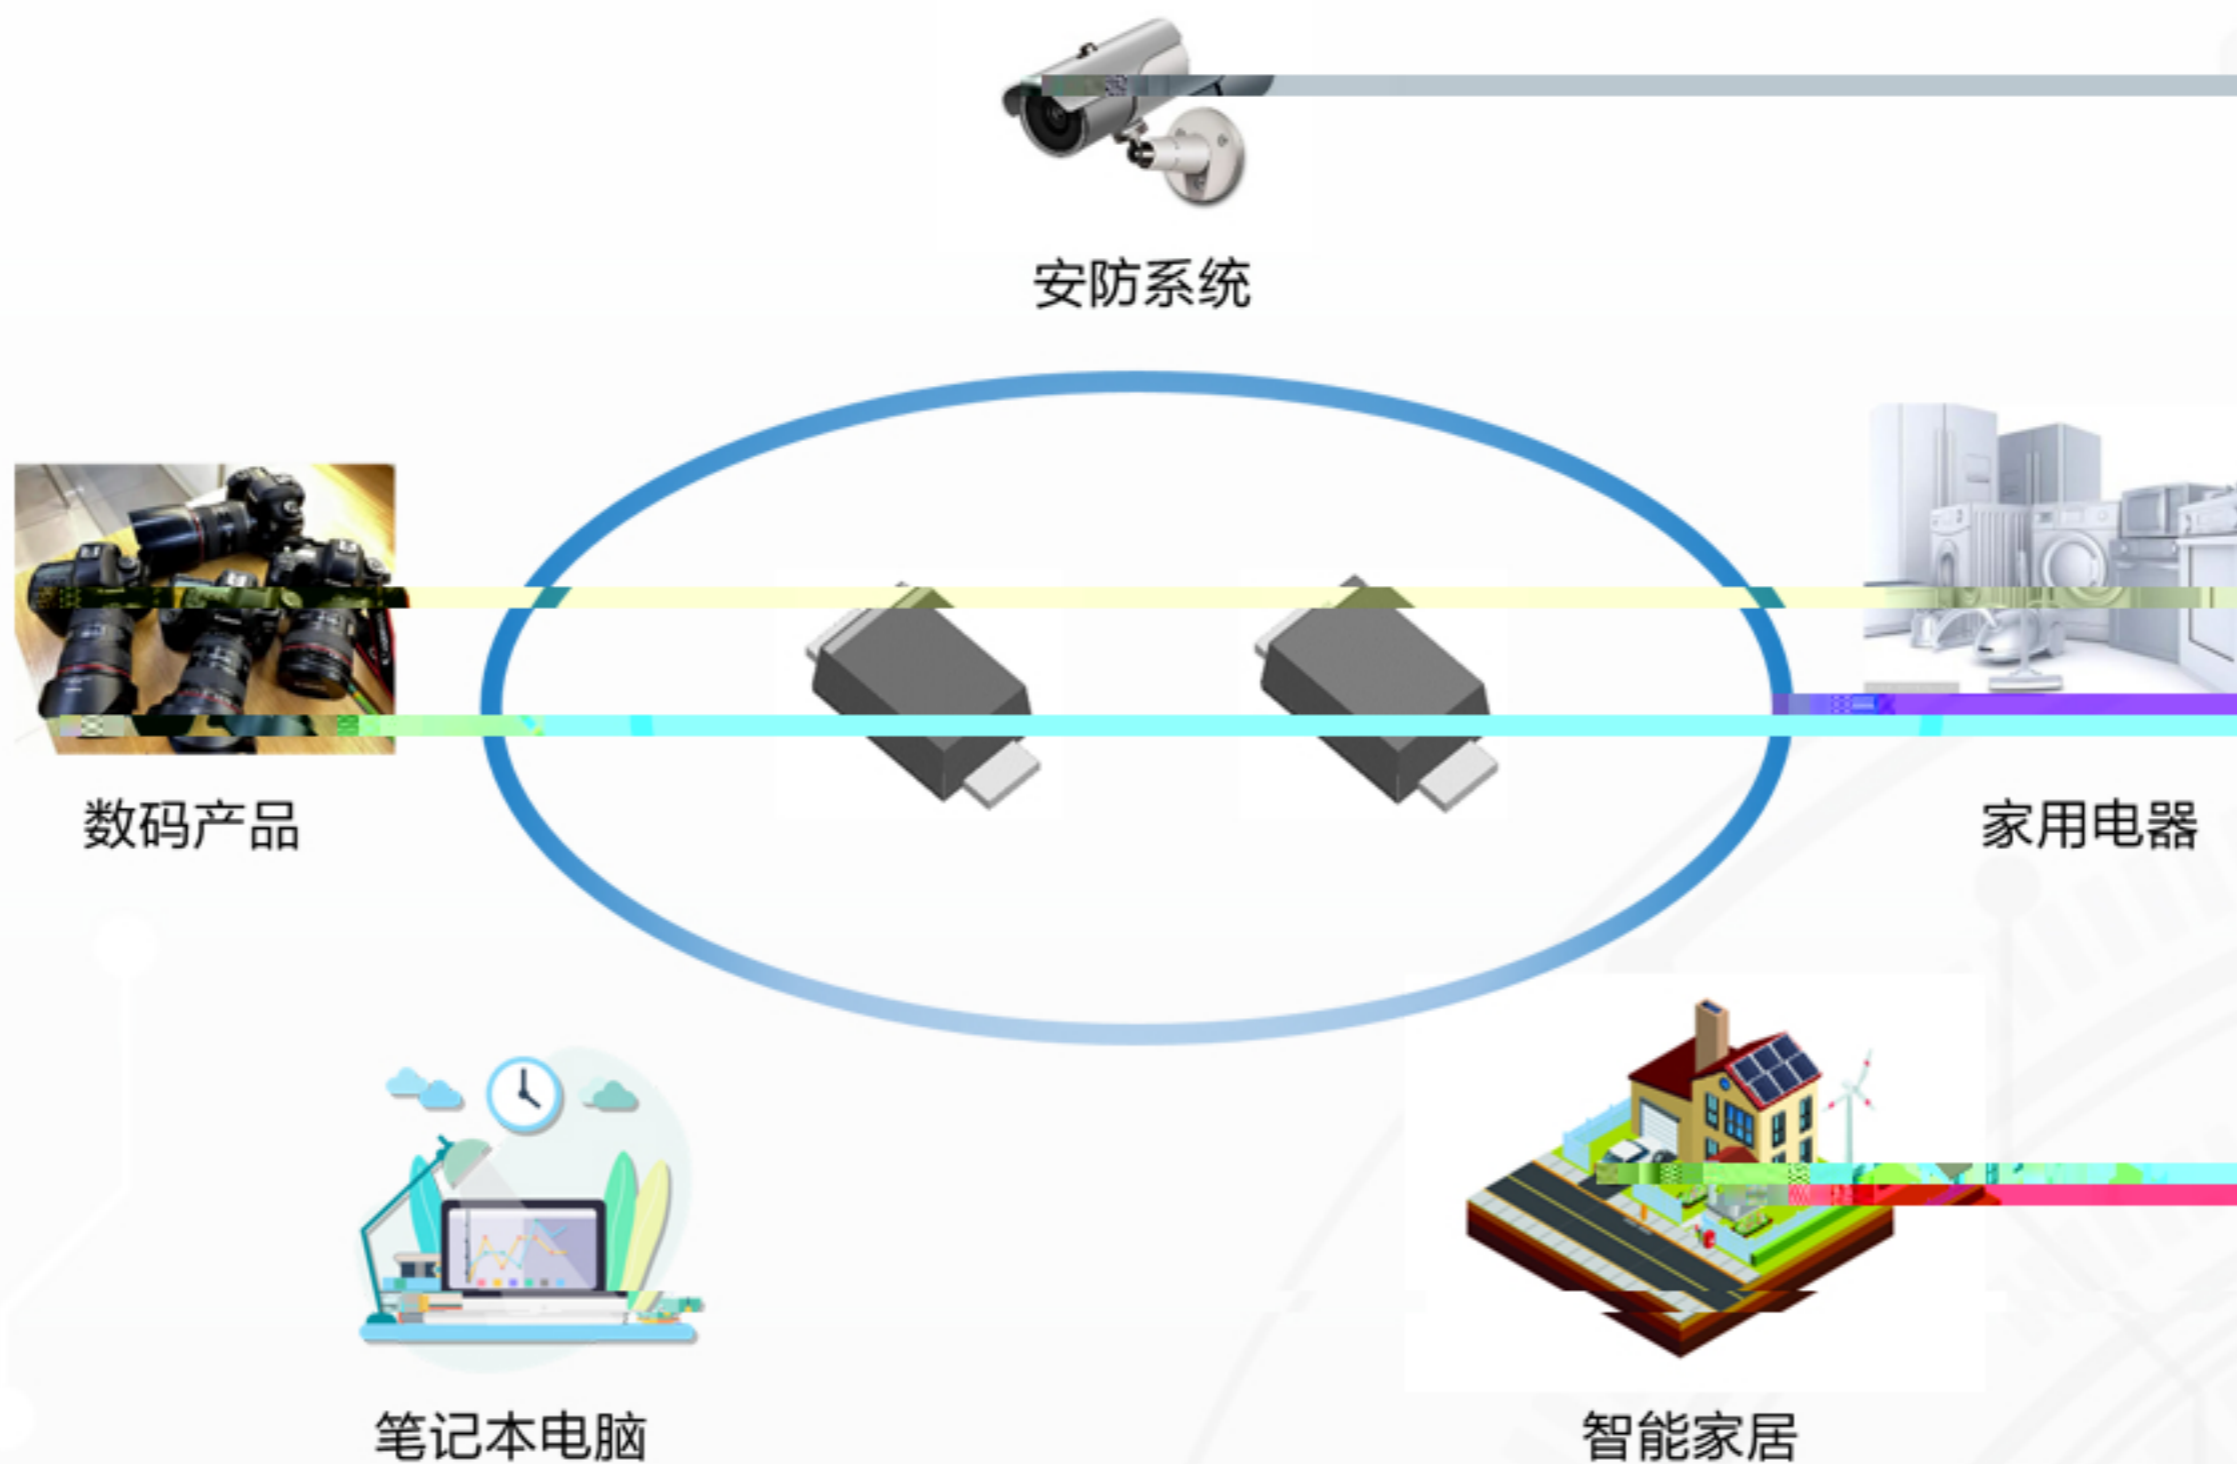 安防系统
数码产品
家用电器
笔记本电脑
智能家居